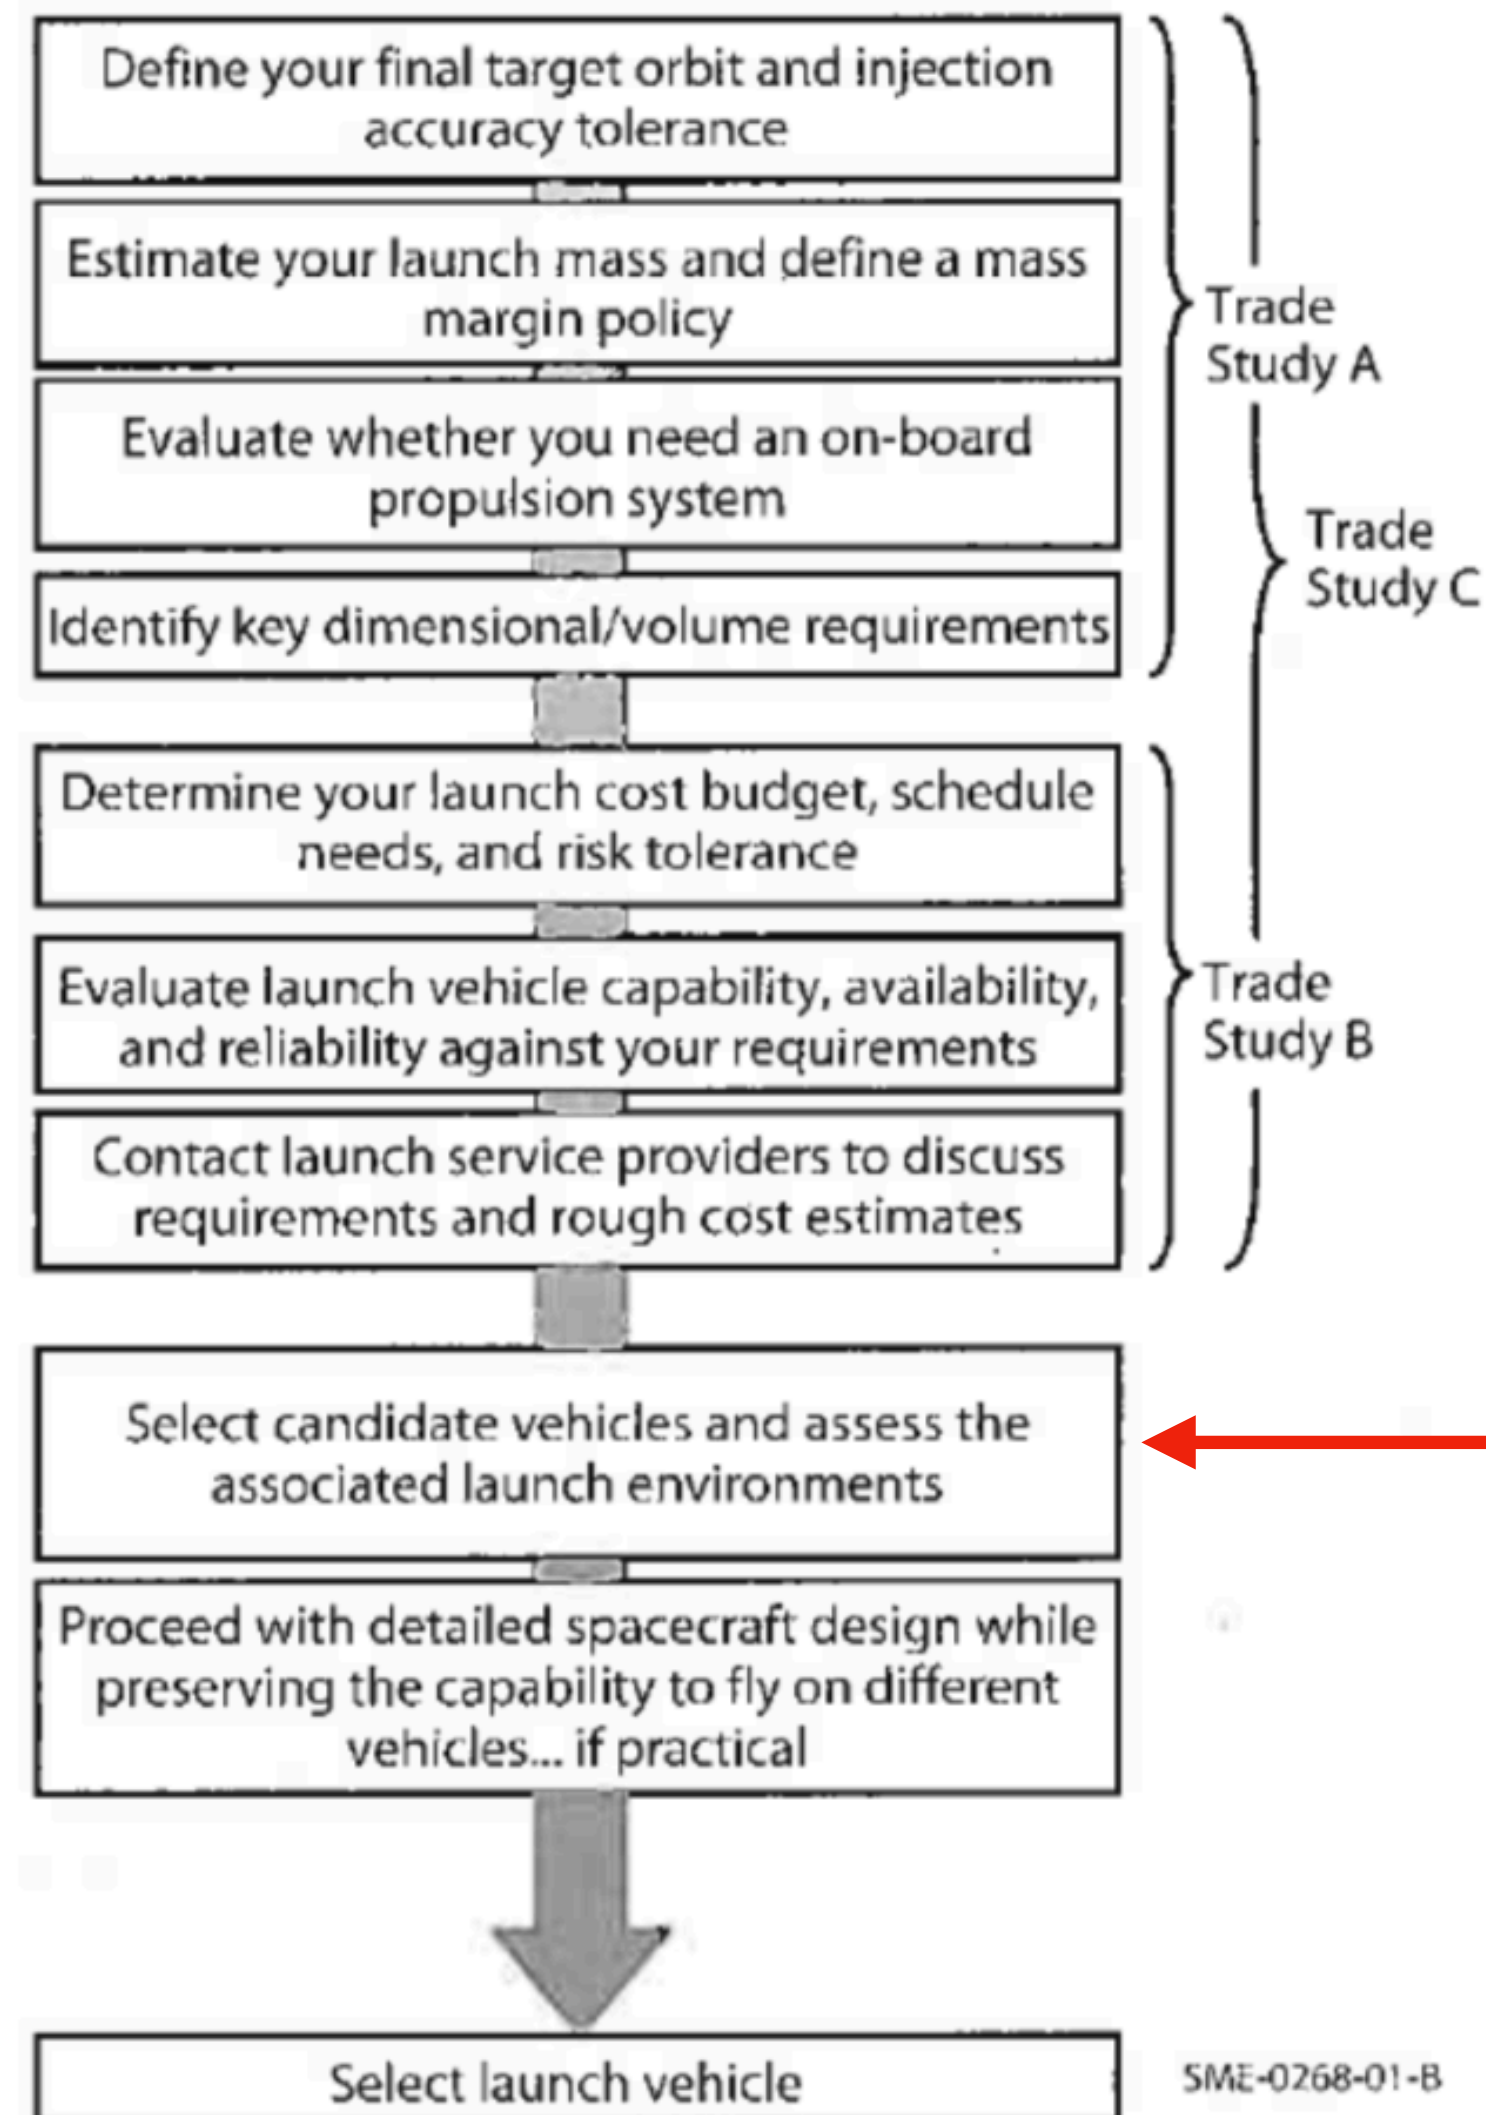 Define your final target orbit and injection
accuracy tolerance
Estimate your launch mass and define a mass
margin policy
Evaluate whether you need an on-board
propulsion system
Identify key dimensional/volume requirements
Trade
Study A
Trade
Study C
Determine your launch cost budget, schedule
needs, and risk tolerance
Evaluate launch vehicle capability, availability,
and reliability against your requirements
Contact launch service providers to discuss
requirements and rough cost estimates
Trade
Study B
Select candidate vehicles and assess the
associated launch environments
Proceed with detailed spacecraft design while
preserving the capability to fly on different
vehicles... if practical
Select launch vehicle
SME-0268-01-B